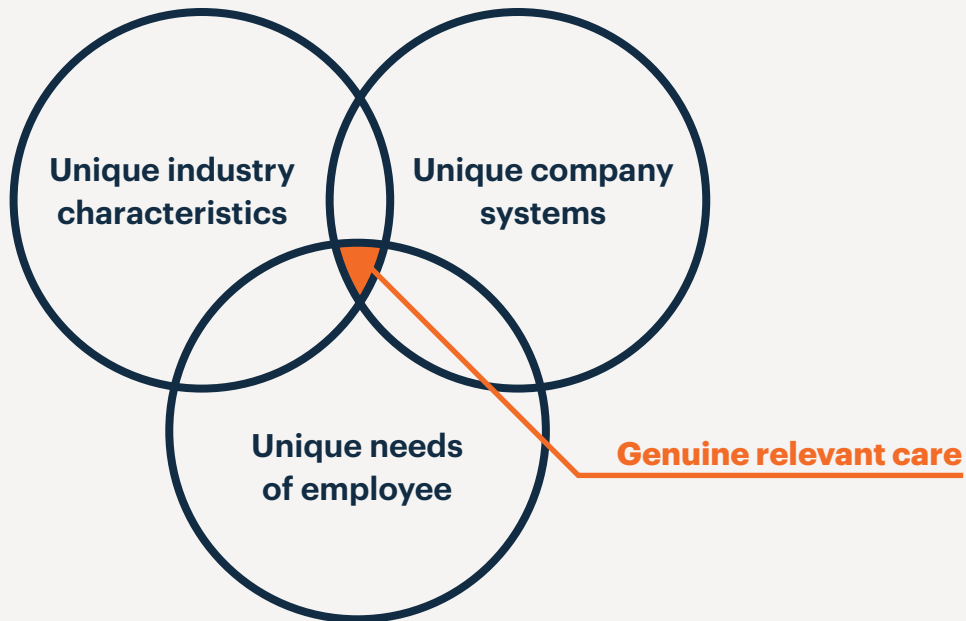 Unique industry
characteristics
Unique company
systems
Unique needs
of employee
Genuine relevant care